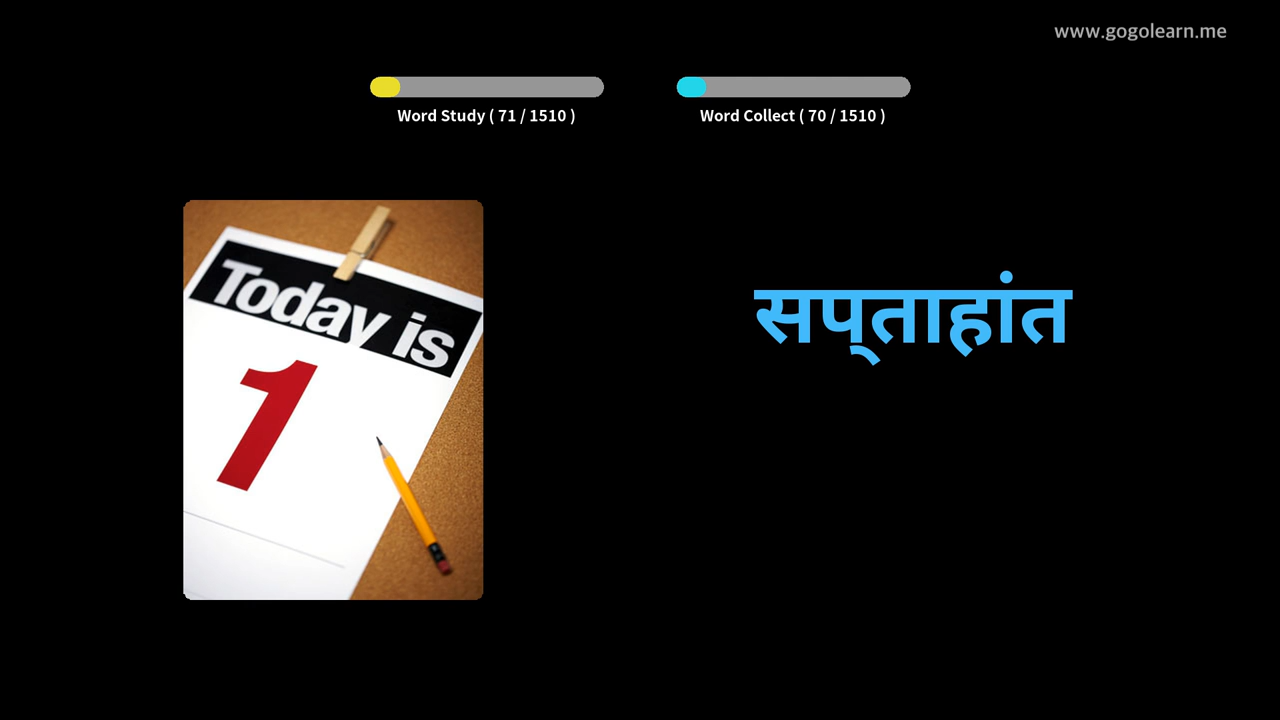 www.gogolearn.me
Word Study ( 71 / 1510 )
Word Collect ( 70 / 1510 )
Today is
1
सप्ताहांत